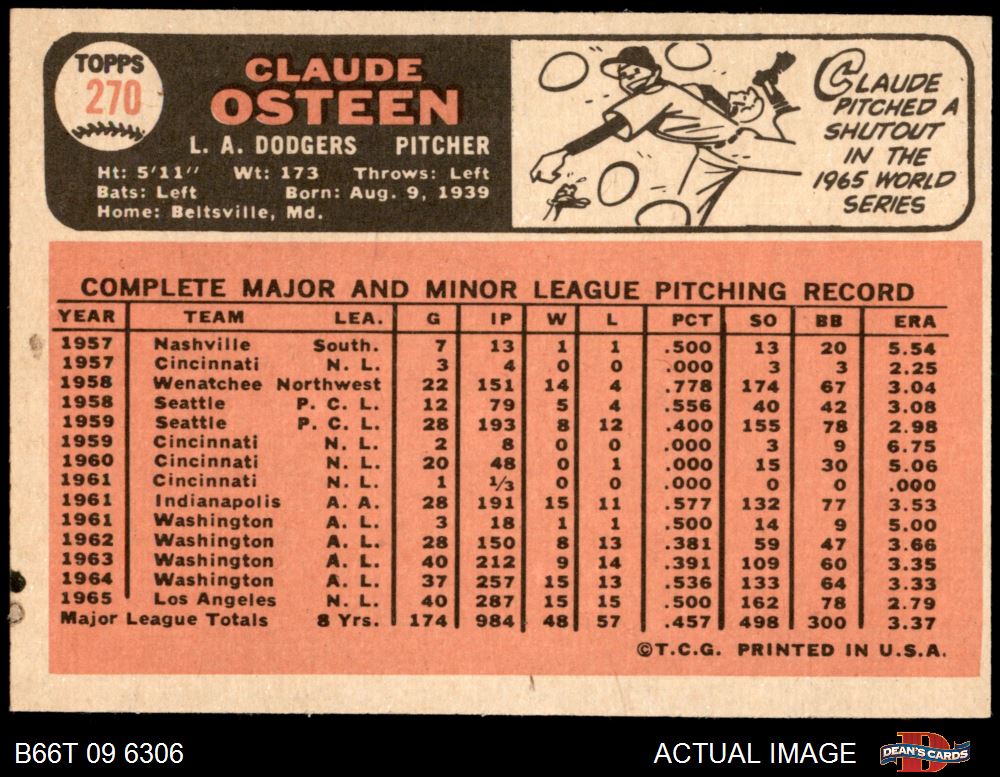 TOPPS
270
CLAUDE
OSTEEN
L. A. DODGERS PITCHER
Ht: 5'11" Wt: 173 Throws: Left
Bats: Left Born: Aug. 9, 1939
Home: Beltsville, Md.
CLAUDE
PITCHED A
SHUTOUT
IN THE
1965 WORLD
SERIES
COMPLETE MAJOR AND MINOR LEAGUE PITCHING RECORD
YEAR TEAM LEA. G IP W L PCT SO BB ERA
1957 Nashville South. 7 13 1 1 .500 13 20 5.54
1957 Cincinnati N. L. 3 4 0 0 .000 3 3 2.25
1958 Wenatchee Northwest 22 151 14 4 .778 174 67 3.04
1958 Seattle P. C. L. 12 79 5 4 .556 40 42 3.08
1959 Seattle P. C. L. 28 193 8 12 .400 155 78 2.98
1959 Cincinnati N. L. 2 8 0 0 .000 3 9 6.75
1960 Cincinnati N. L. 20 48 0 1 .000 15 30 5.06
1961 Cincinnati N. L. 1 1/3 0 0 .000 0 0 .000
1961 Indianapolis A. A. 28 191 15 11 .577 132 77 3.53
1961 Washington A. L. 3 18 1 1 .500 14 9 5.00
1962 Washington A. L. 28 150 8 13 .381 59 47 3.66
1963 Washington A. L. 40 212 9 14 .391 109 60 3.35
1964 Washington A. L. 37 257 15 13 .536 133 64 3.33
1965 Los Angeles N. L. 40 287 15 15 .500 162 78 2.79
Major League Totals 8 Yrs. 174 984 48 57 .457 498 300 3.37
©T.C.G. PRINTED IN U.S.A.
B66T 09 6306 ACTUAL IMAGE
D
DEAN'S CARDS